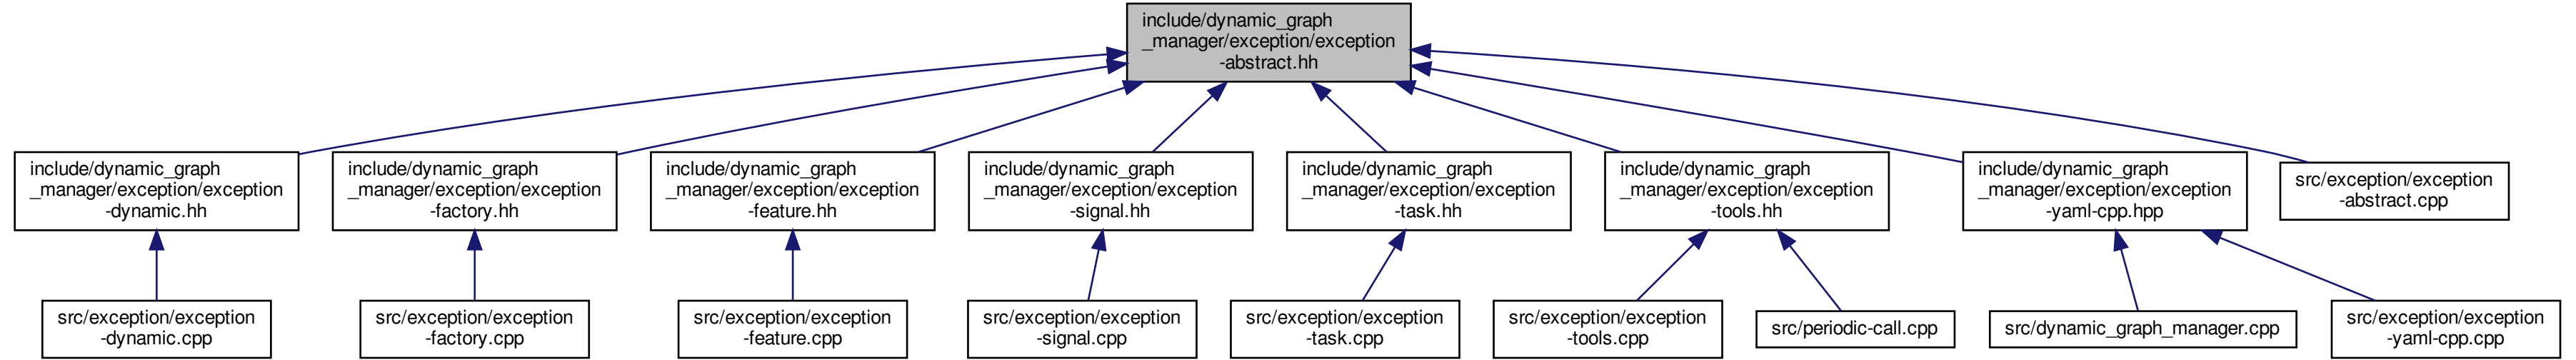 include/dynamic_graph
_manager/exception/exception
-abstract.hh
include/dynamic_graph
_manager/exception/exception
-dynamic.hh
include/dynamic_graph
_manager/exception/exception
-factory.hh
include/dynamic_graph
_manager/exception/exception
-feature.hh
include/dynamic_graph
_manager/exception/exception
-signal.hh
include/dynamic_graph
_manager/exception/exception
-task.hh
include/dynamic_graph
_manager/exception/exception
-tools.hh
include/dynamic_graph
_manager/exception/exception
-yaml-cpp.hpp
src/exception/exception
-abstract.cpp
src/exception/exception
-dynamic.cpp
src/exception/exception
-factory.cpp
src/exception/exception
-feature.cpp
src/exception/exception
-signal.cpp
src/exception/exception
-task.cpp
src/exception/exception
-tools.cpp
src/periodic-call.cpp
src/dynamic_graph_manager.cpp
src/exception/exception
-yaml-cpp.cpp